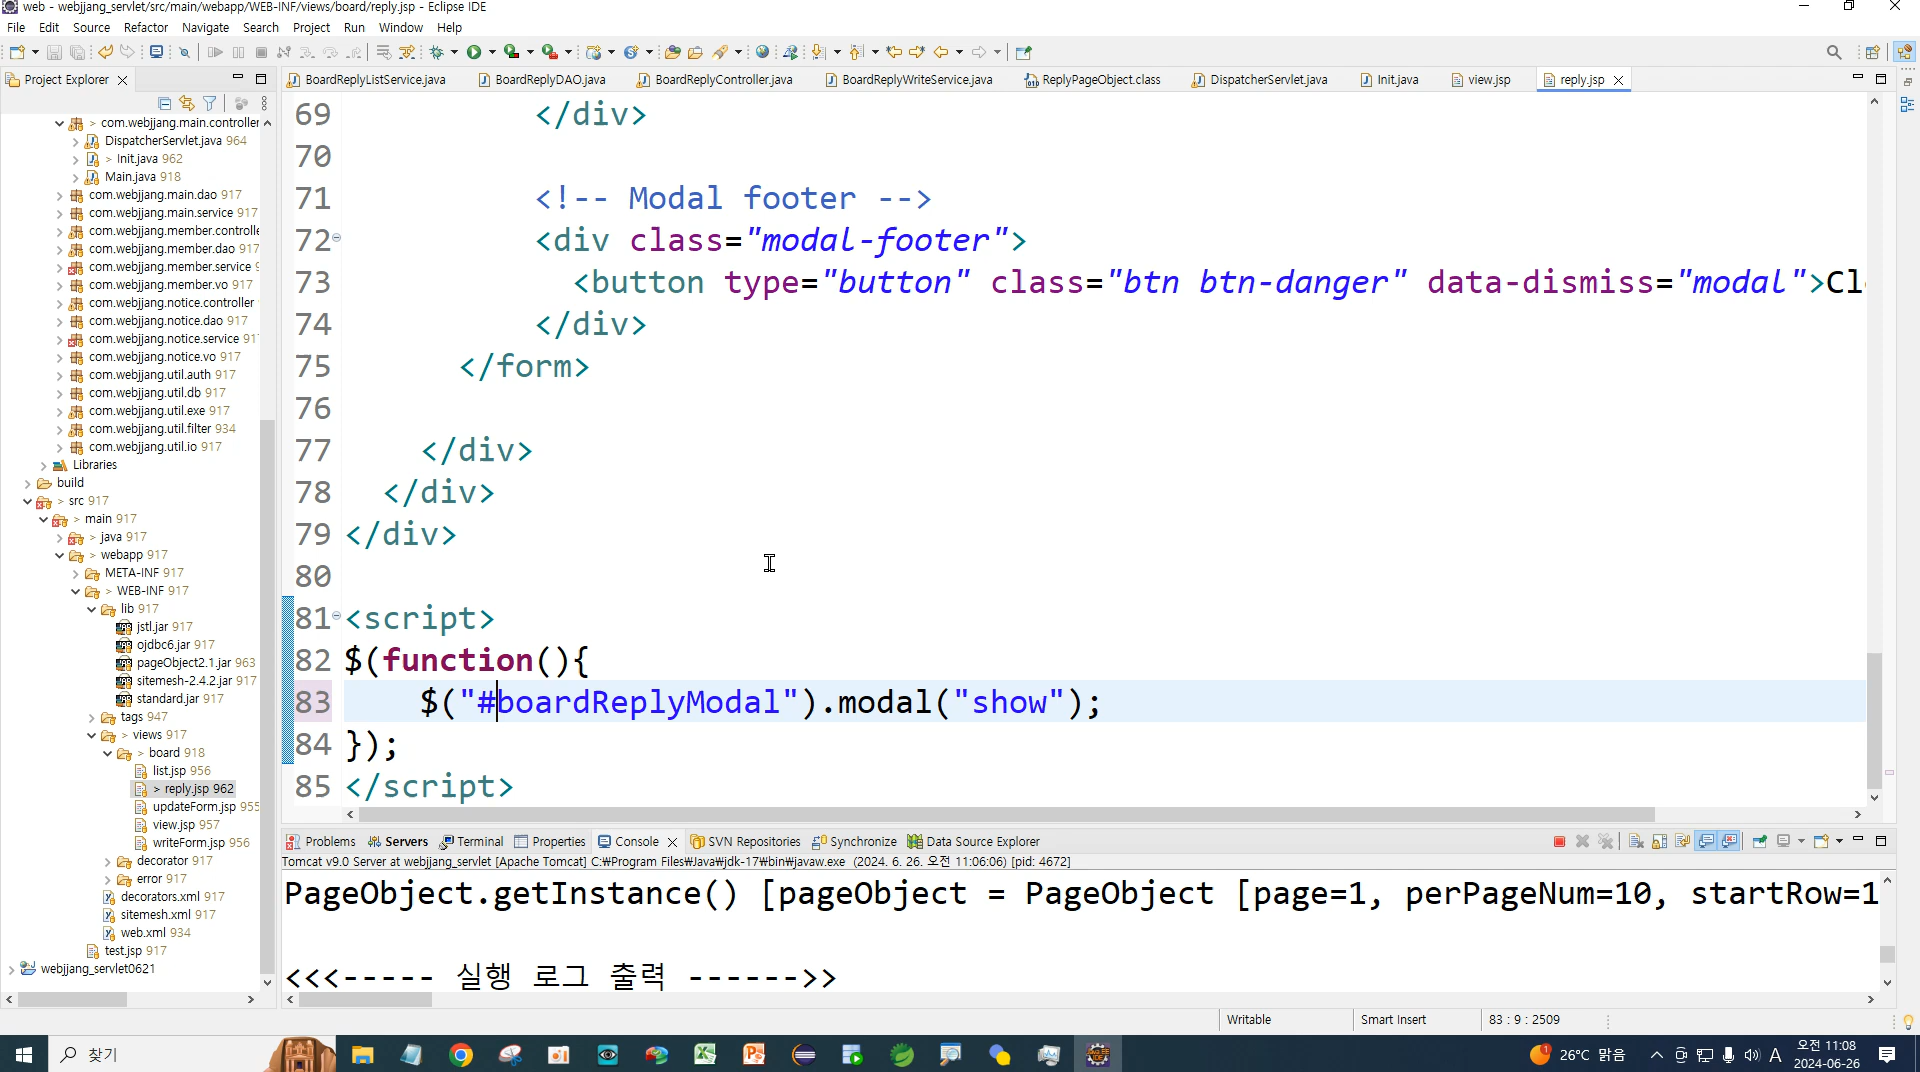 web - webjjang_servlet/src/main/webapp/WEB-INF/views/board/reply.jsp - Eclipse IDE
File Edit Source Refactor Navigate Search Project Run Window Help
Project Explorer
BoardReplyListService.java BoardReplyDAO.java BoardReplyController.java BoardReplyWriteService.java ReplyPageObject.class DispatcherServlet.java Init.java view.jsp reply.jsp
> com.webjjang.main.controller
DispatcherServlet.java 964
> Init.java 962
Main.java 918
com.webjjang.main.dao 917
com.webjjang.main.service 917
com.webjjang.member.controlle
com.webjjang.member.dao 917
com.webjjang.member.service 9
com.webjjang.member.vo 917
com.webjjang.notice.controller
com.webjjang.notice.dao 917
com.webjjang.notice.service 91
com.webjjang.notice.vo 917
com.webjjang.util.auth 917
com.webjjang.util.db 917
com.webjjang.util.exe 917
com.webjjang.util.filter 934
com.webjjang.util.io 917
Libraries
build
> src 917
> main 917
> java 917
> webapp 917
META-INF 917
> WEB-INF 917
lib 917
jstl.jar 917
ojdbc6.jar 917
pageObject2.1.jar 963
sitemesh-2.4.2.jar 917
standard.jar 917
tags 947
> views 917
> board 918
list.jsp 956
> reply.jsp 962
updateForm.jsp 955
view.jsp 957
writeForm.jsp 956
decorator 917
error 917
decorators.xml 917
sitemesh.xml 917
web.xml 934
test.jsp 917
webjjang_servlet0621
69 </div>
70
71 <!-- Modal footer -->
72 <div class="modal-footer">
73 <button type="button" class="btn btn-danger" data-dismiss="modal">Cl
74 </div>
75 </form>
76
77 </div>
78 </div>
79 </div>
80
81 <script>
82 $(function(){
83 $("#boardReplyModal").modal("show");
84 });
85 </script>
Problems Servers Terminal Properties Console SVN Repositories Synchronize Data Source Explorer
Tomcat v9.0 Server at webjjang_servlet [Apache Tomcat] C:₩Program Files₩Java₩jdk-17₩bin₩javaw.exe (2024. 6. 26. 오전 11:06:06) [pid: 4672]
PageObject.getInstance() [pageObject = PageObject [page=1, perPageNum=10, startRow=1
<<<----- 실행 로그 출력 ------>>
Writable Smart Insert 83 : 9 : 2509
찾기
26°C 맑음
A
오전 11:08
2024-06-26